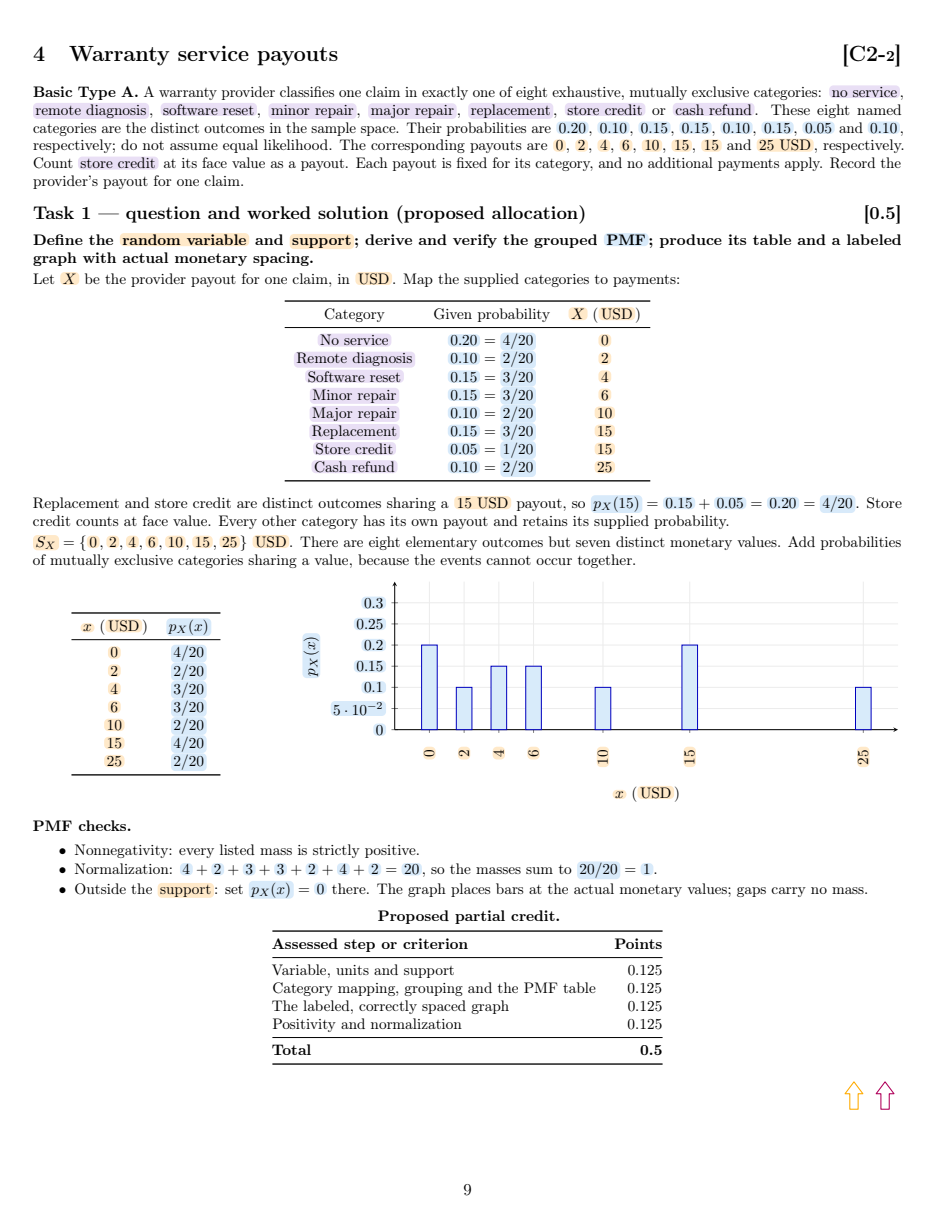 4 Warranty service payouts [C2-2]
Basic Type A. A warranty provider classifies one claim in exactly one of eight exhaustive, mutually exclusive categories: no service,
remote diagnosis, software reset, minor repair, major repair, replacement, store credit or cash refund. These eight named
categories are the distinct outcomes in the sample space. Their probabilities are 0.20, 0.10, 0.15, 0.15, 0.10, 0.15, 0.05 and 0.10,
respectively; do not assume equal likelihood. The corresponding payouts are 0, 2, 4, 6, 10, 15, 15 and 25 USD, respectively.
Count store credit at its face value as a payout. Each payout is fixed for its category, and no additional payments apply. Record the
provider's payout for one claim.
Task 1 — question and worked solution (proposed allocation) [0.5]
Define the random variable and support; derive and verify the grouped PMF; produce its table and a labeled
graph with actual monetary spacing.
Let X be the provider payout for one claim, in USD. Map the supplied categories to payments:
Category Given probability X (USD)
No service 0.20 = 4/20 0
Remote diagnosis 0.10 = 2/20 2
Software reset 0.15 = 3/20 4
Minor repair 0.15 = 3/20 6
Major repair 0.10 = 2/20 10
Replacement 0.15 = 3/20 15
Store credit 0.05 = 1/20 15
Cash refund 0.10 = 2/20 25
Replacement and store credit are distinct outcomes sharing a 15 USD payout, so pX(15) = 0.15 + 0.05 = 0.20 = 4/20. Store
credit counts at face value. Every other category has its own payout and retains its supplied probability.
SX = {0, 2, 4, 6, 10, 15, 25} USD. There are eight elementary outcomes but seven distinct monetary values. Add probabilities
of mutually exclusive categories sharing a value, because the events cannot occur together.
x (USD) pX(x)
0 4/20
2 2/20
4 3/20
6 3/20
10 2/20
15 4/20
25 2/20
pX(x)
0.3
0.25
0.2
0.15
0.1
5 · 10−2
0
0 2 4 6 10 15 25
x (USD)
PMF checks.
• Nonnegativity: every listed mass is strictly positive.
• Normalization: 4 + 2 + 3 + 3 + 2 + 4 + 2 = 20, so the masses sum to 20/20 = 1.
• Outside the support: set pX(x) = 0 there. The graph places bars at the actual monetary values; gaps carry no mass.
Proposed partial credit.
Assessed step or criterion Points
Variable, units and support 0.125
Category mapping, grouping and the PMF table 0.125
The labeled, correctly spaced graph 0.125
Positivity and normalization 0.125
Total 0.5
9